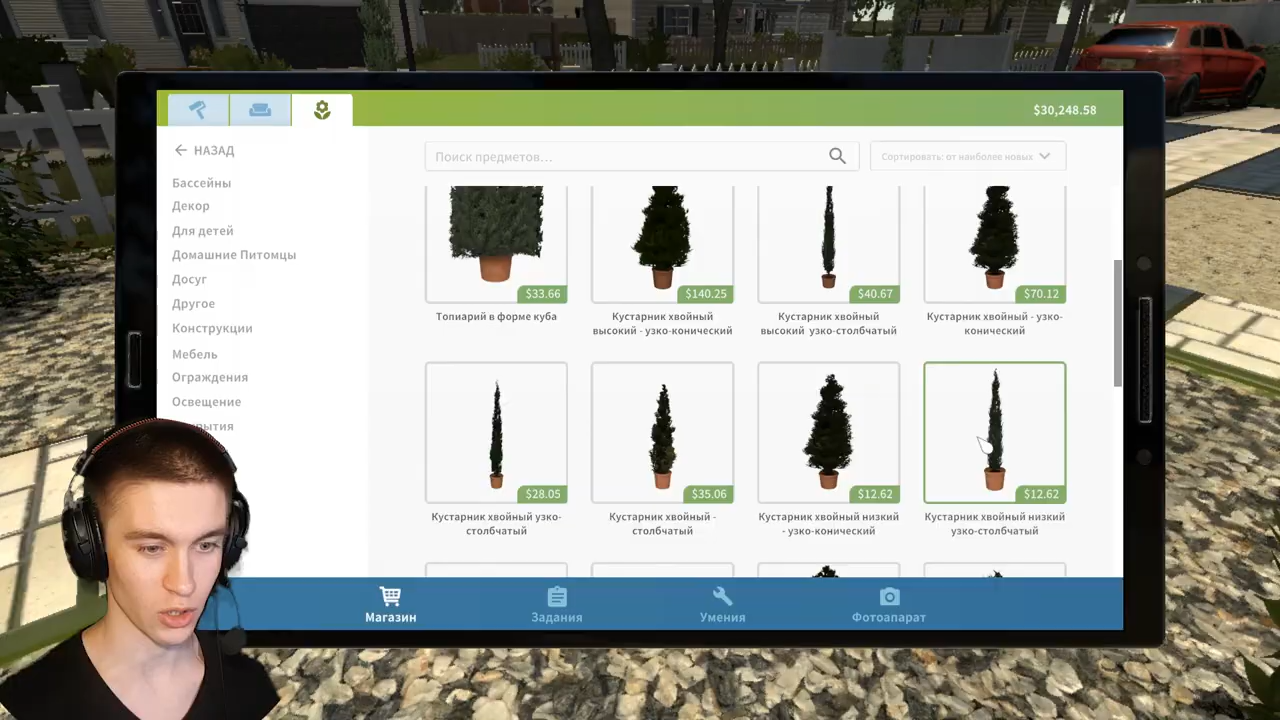 $30,248.58
НАЗАД
Поиск предметов...
Сортировать: от наиболее новых
Бассейны
Декор
Для детей
Домашние Питомцы
Досуг
Другое
Конструкции
Мебель
Ограждения
Освещение
$33.66
$140.25
$40.67
$70.12
Топиарий в форме куба
Кустарник хвойный
высокий - узко-конический
Кустарник хвойный
высокий узко-столбчатый
Кустарник хвойный - узко-
конический
$28.05
$35.06
$12.62
$12.62
Кустарник хвойный узко-
столбчатый
Кустарник хвойный -
столбчатый
Кустарник хвойный низкий
- узко-конический
Кустарник хвойный низкий
узко-столбчатый
Магазин
Задания
Умения
Фотоапарат